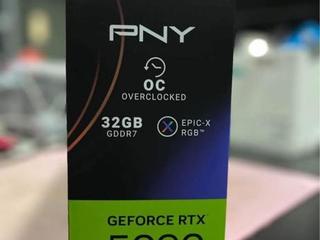 PNY
OC
OVERCLOCKED
32GB
GDDR7
EPIC-X
RGB™
GEFORCE RTX